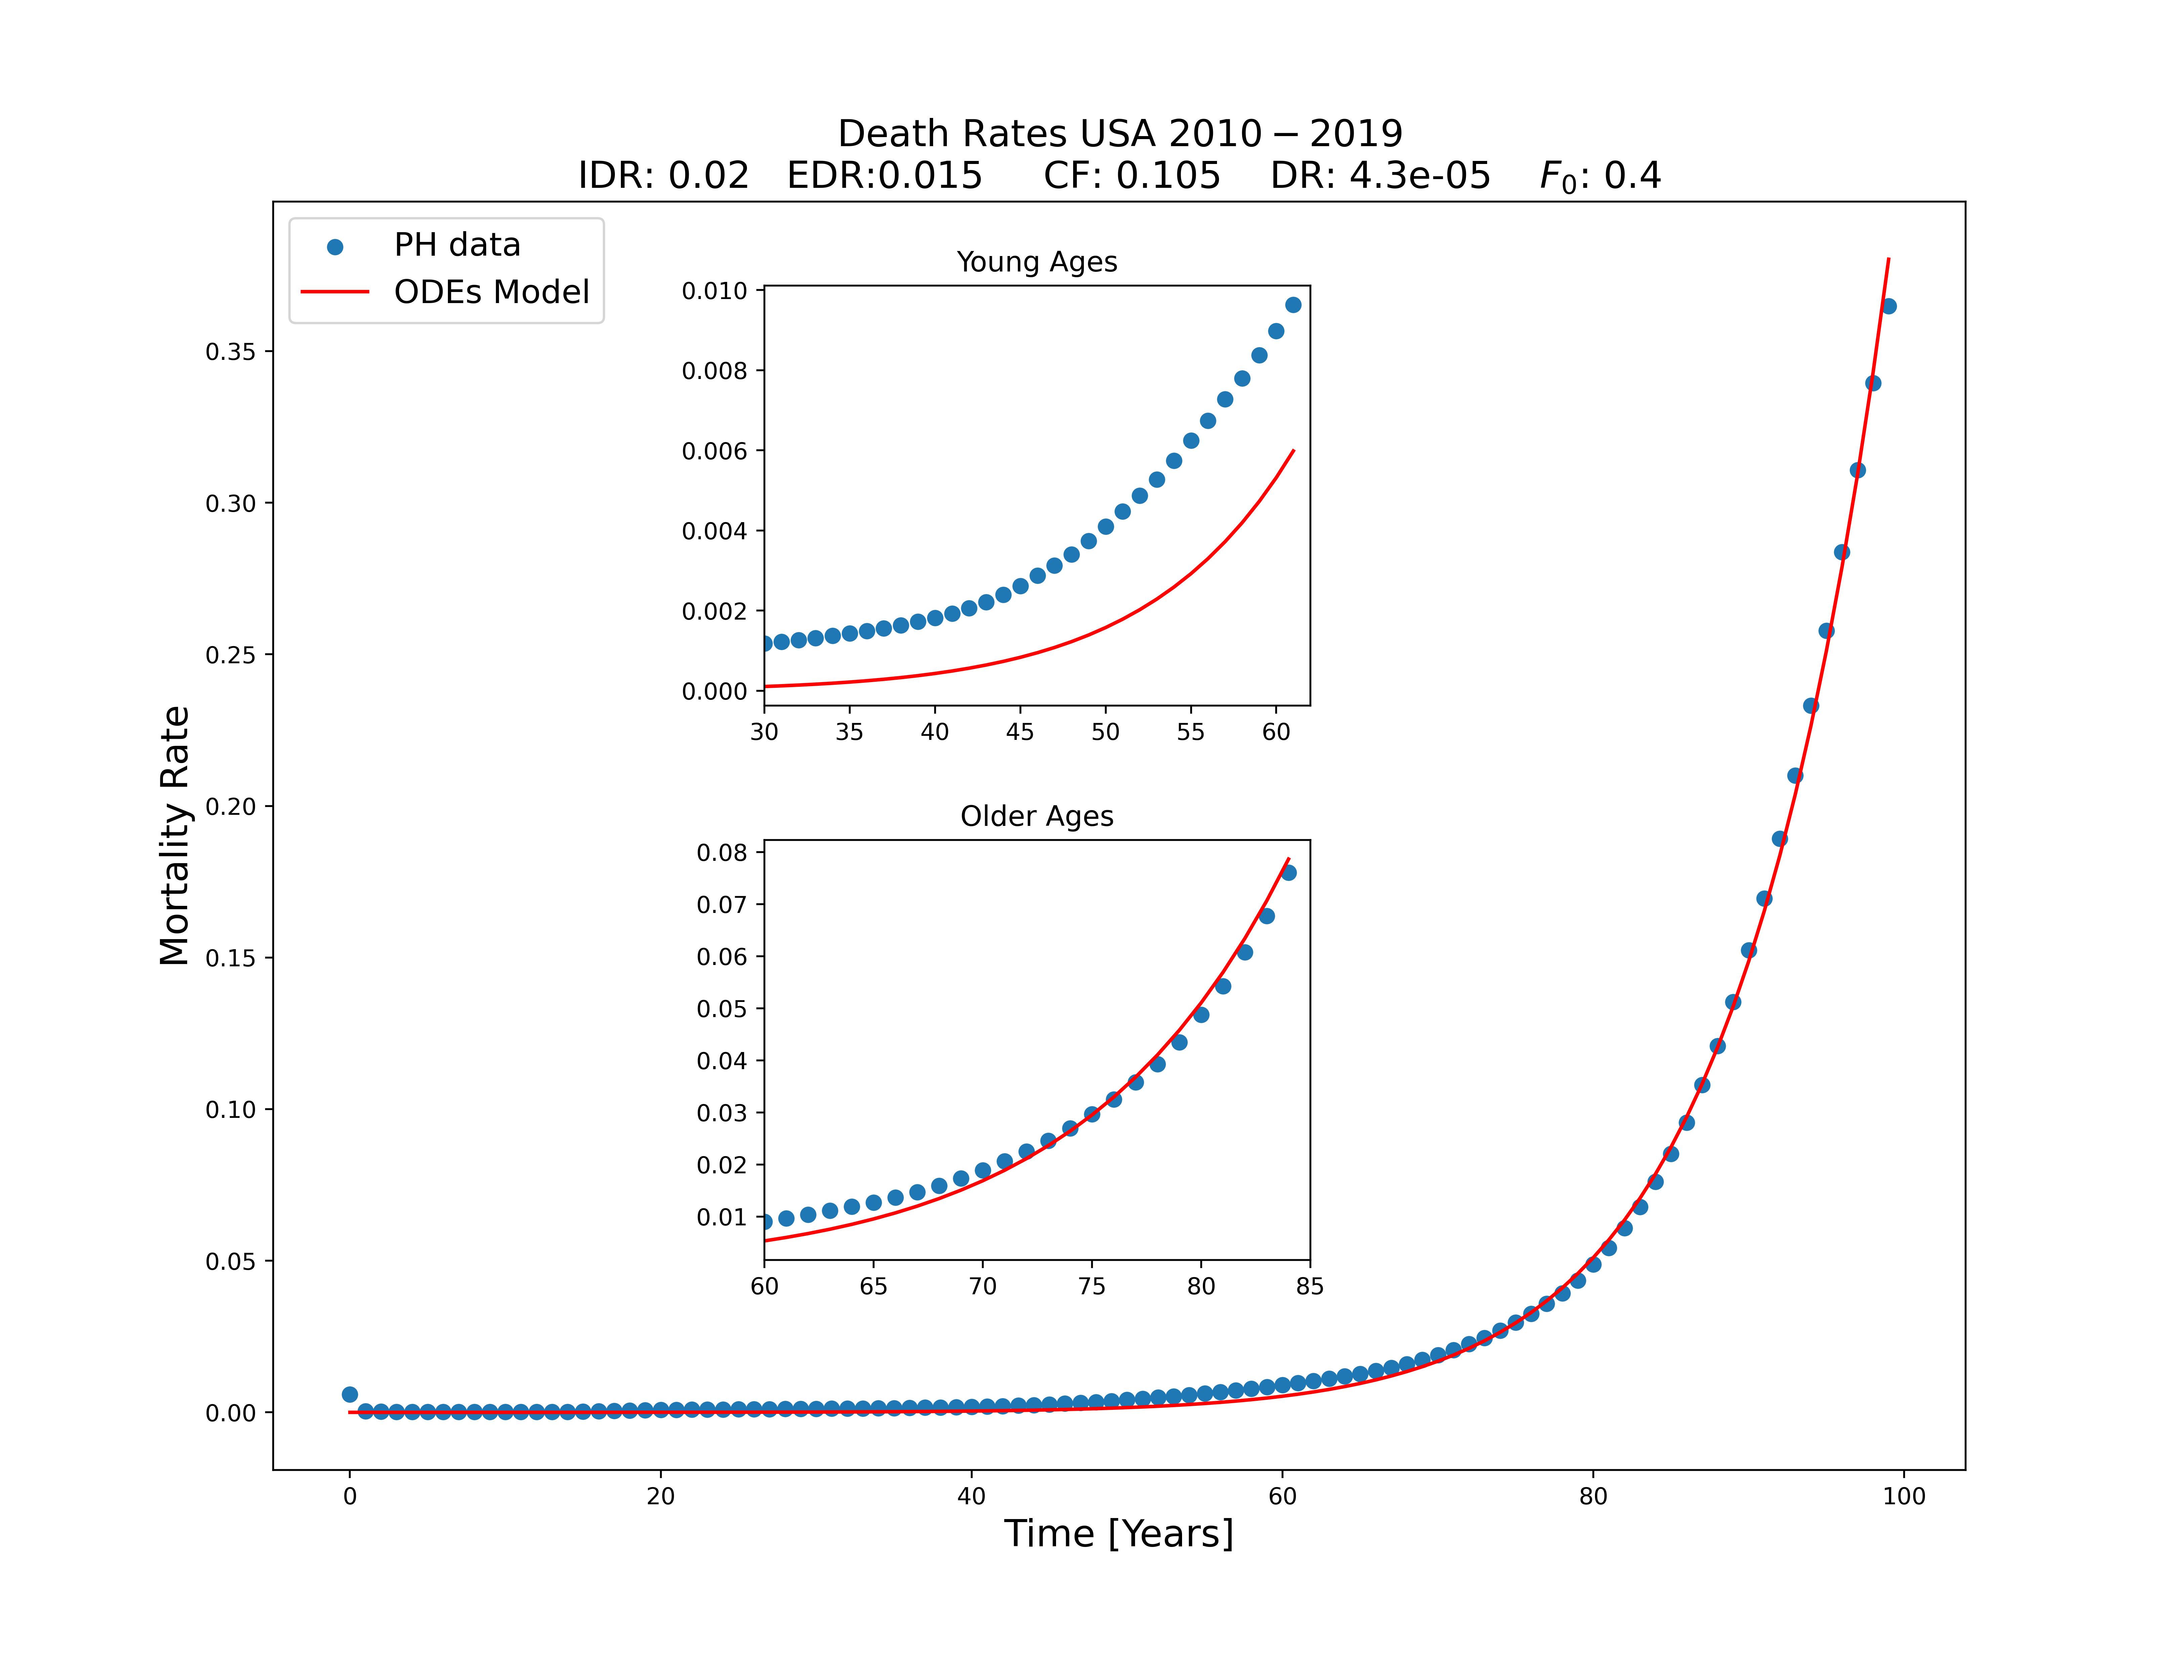 Death Rates USA 2010 − 2019
IDR: 0.02 EDR:0.015 CF: 0.105 DR: 4.3e-05 F₀: 0.4
PH data
ODEs Model
Young Ages
0.010
0.008
0.006
0.004
0.002
0.000
30 35 40 45 50 55 60
Older Ages
0.08
0.07
0.06
0.05
0.04
0.03
0.02
0.01
60 65 70 75 80 85
Mortality Rate
0.35
0.30
0.25
0.20
0.15
0.10
0.05
0.00
0 20 40 60 80 100
Time [Years]